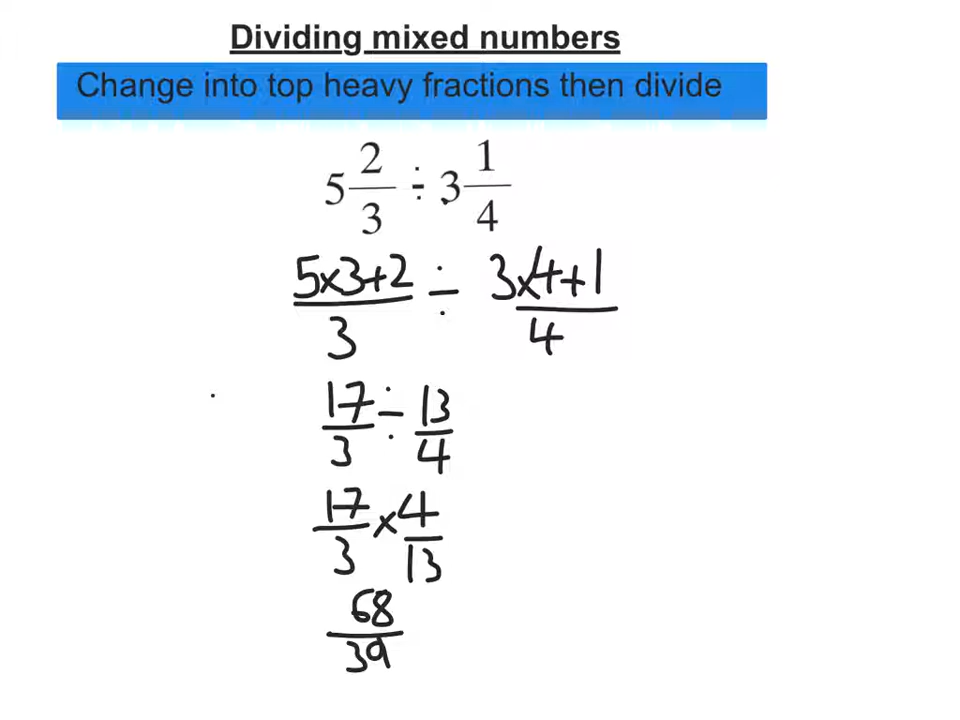 Dividing mixed numbers
Change into top heavy fractions then divide
5 2/3 ÷ 3 1/4
5x3+2/3 ÷ 3x4+1/4
17/3 ÷ 13/4
17/3 x 4/13
68/39